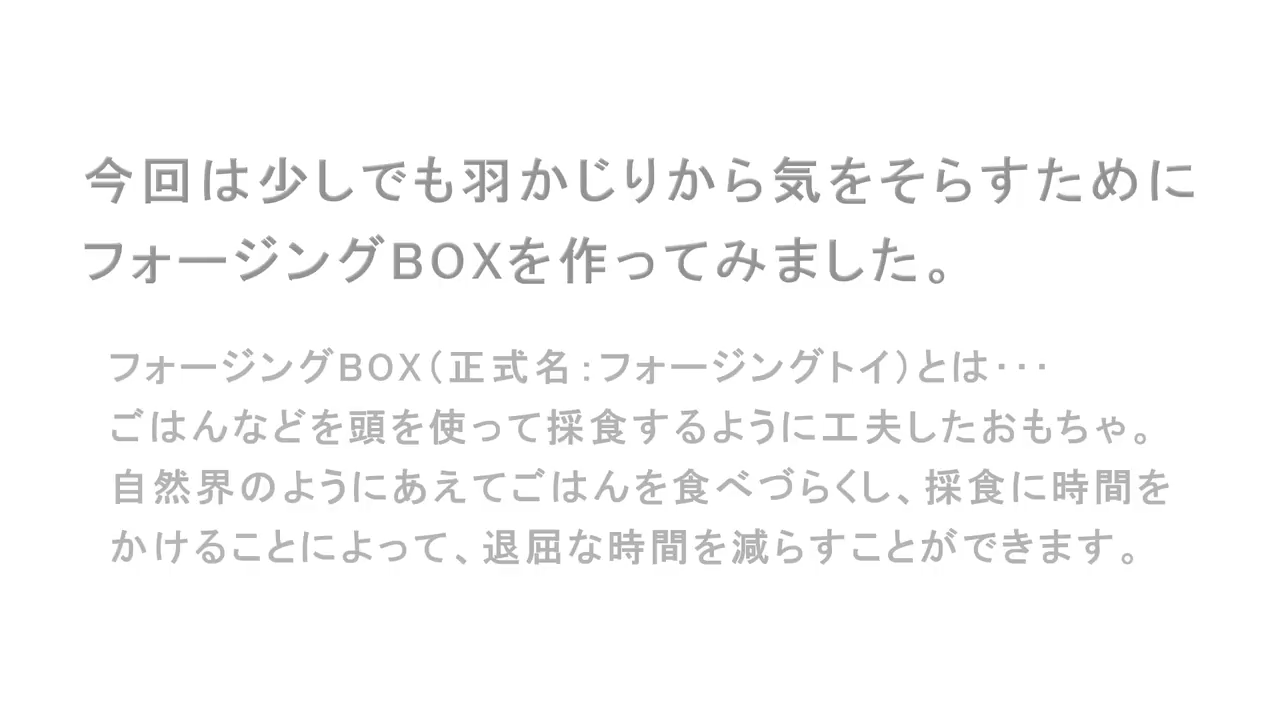 今回は少しでも羽かじりから気をそらすために
フォージングBOXを作ってみました。
フォージングBOX(正式名:フォージングトイ)とは･･･
ごはんなどを頭を使って採食するように工夫したおもちゃ。
自然界のようにあえてごはんを食べづらくし、採食に時間を
かけることによって、退屈な時間を減らすことができます。